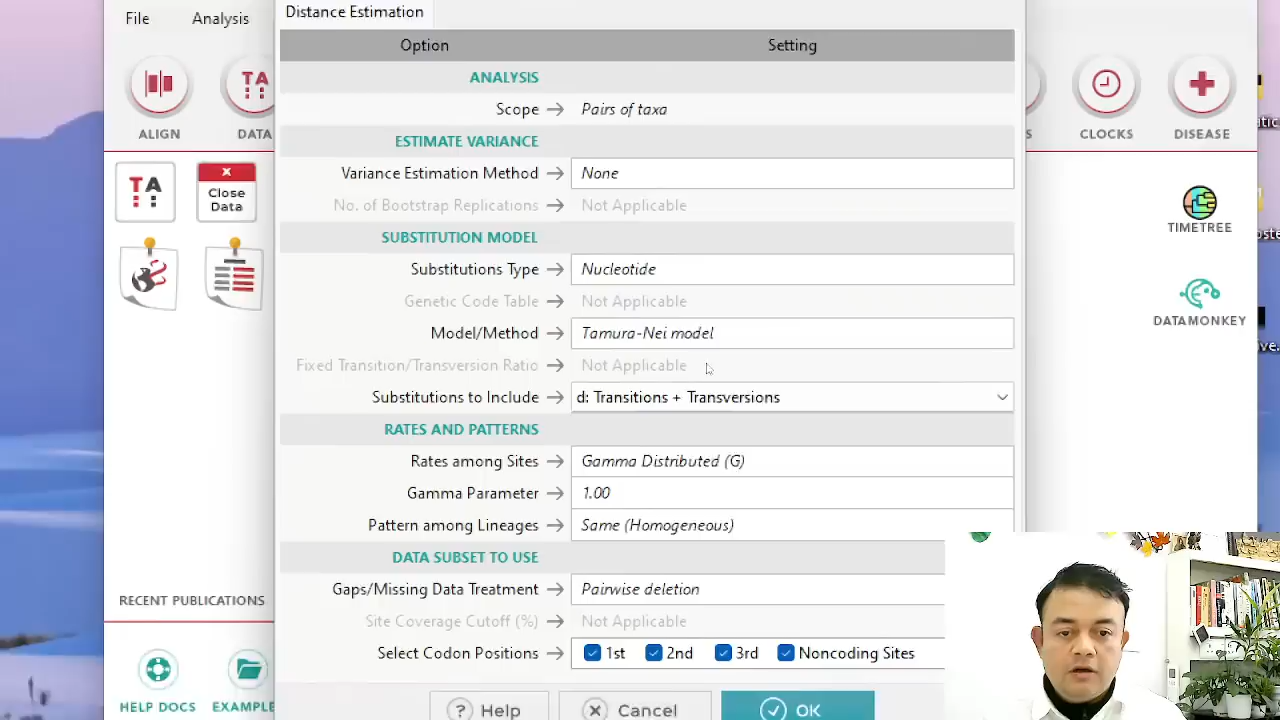 Distance Estimation
File Analysis
Option Setting
ANALYSIS
Scope → Pairs of taxa
ESTIMATE VARIANCE
Variance Estimation Method → None
No. of Bootstrap Replications → Not Applicable
SUBSTITUTION MODEL
Substitutions Type → Nucleotide
Genetic Code Table → Not Applicable
Model/Method → Tamura-Nei model
Fixed Transition/Transversion Ratio → Not Applicable
Substitutions to Include → d: Transitions + Transversions
RATES AND PATTERNS
Rates among Sites → Gamma Distributed (G)
Gamma Parameter → 1.00
Pattern among Lineages → Same (Homogeneous)
DATA SUBSET TO USE
Gaps/Missing Data Treatment → Pairwise deletion
Site Coverage Cutoff (%) → Not Applicable
Select Codon Positions → 1st 2nd 3rd Noncoding Sites
? Help
Cancel
OK
TA
ALIGN DATA
TA
Close
Data
RECENT PUBLICATIONS
HELP DOCS EXAMPLE
S CLOCKS DISEASE
TIMETREE
DATAMONKEY